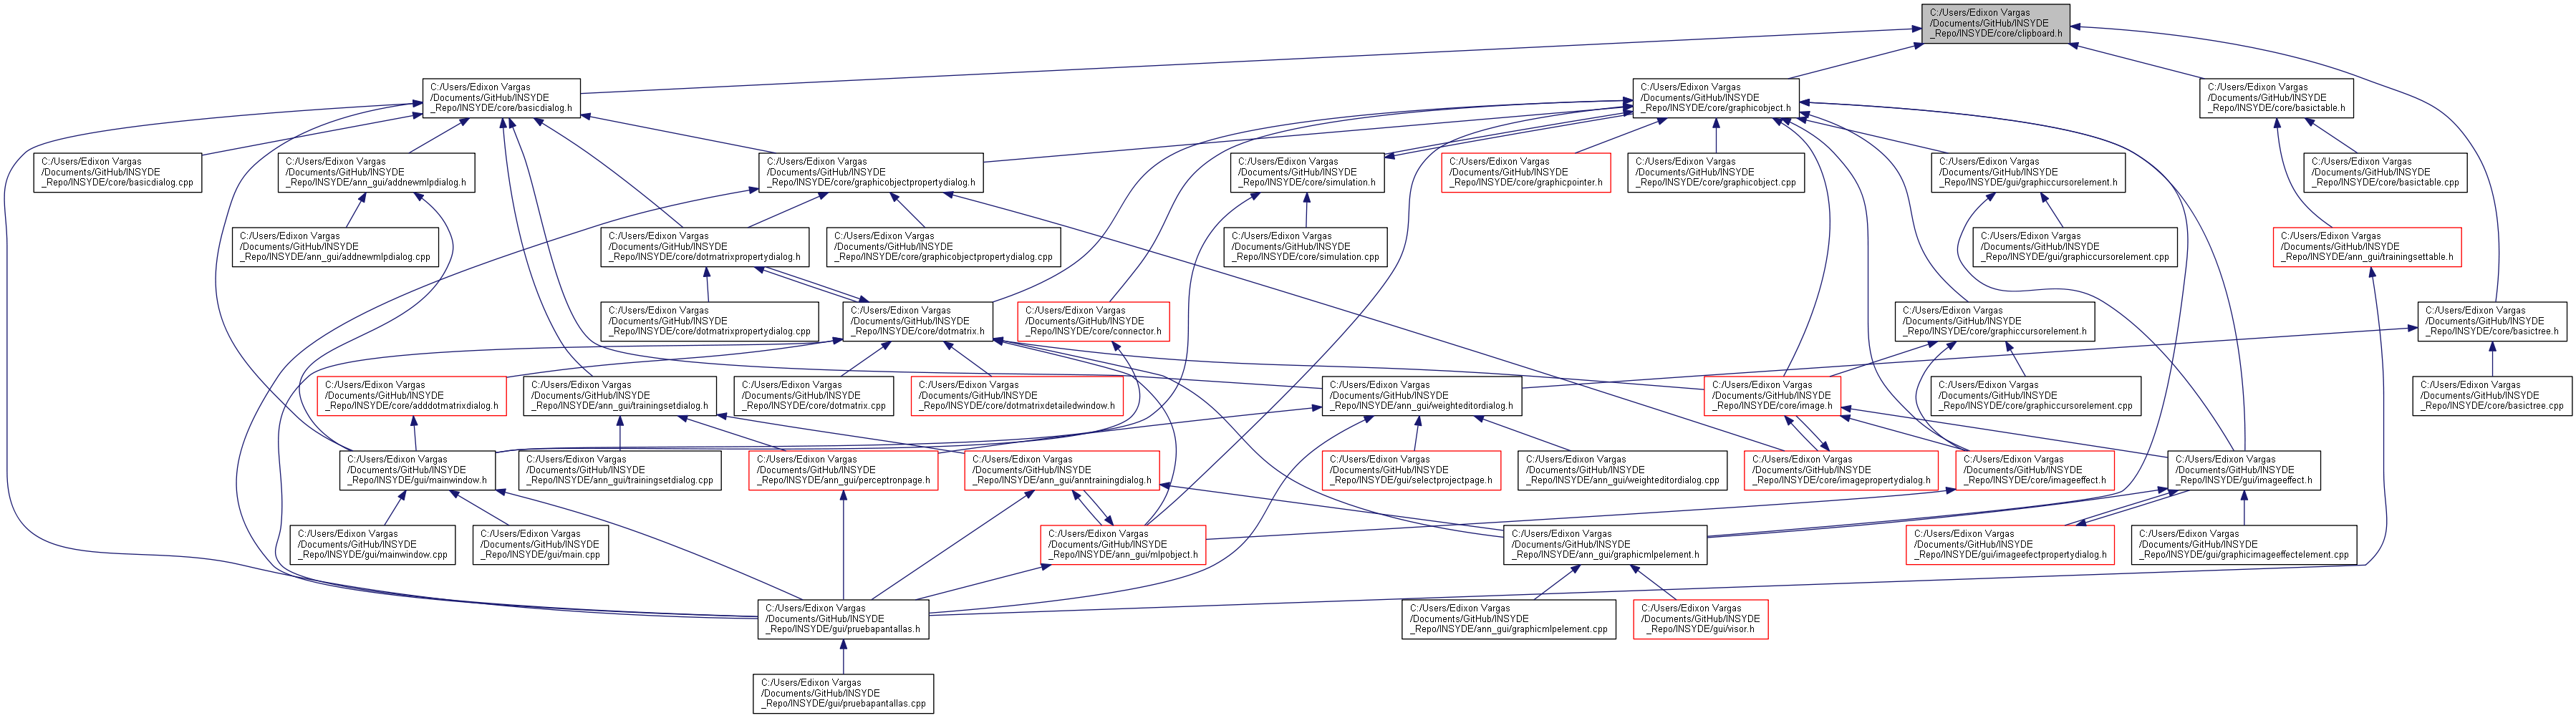 C:/Users/Edixon Vargas
/Documents/GitHub/INSYDE
_Repo/INSYDE/core/clipboard.h
C:/Users/Edixon Vargas
/Documents/GitHub/INSYDE
_Repo/INSYDE/core/basicdialog.h
C:/Users/Edixon Vargas
/Documents/GitHub/INSYDE
_Repo/INSYDE/core/graphicobject.h
C:/Users/Edixon Vargas
/Documents/GitHub/INSYDE
_Repo/INSYDE/core/basictable.h
C:/Users/Edixon Vargas
/Documents/GitHub/INSYDE
_Repo/INSYDE/core/basicdialog.cpp
C:/Users/Edixon Vargas
/Documents/GitHub/INSYDE
_Repo/INSYDE/ann_gui/addnewmlpdialog.h
C:/Users/Edixon Vargas
/Documents/GitHub/INSYDE
_Repo/INSYDE/core/graphicobjectpropertydialog.h
C:/Users/Edixon Vargas
/Documents/GitHub/INSYDE
_Repo/INSYDE/core/simulation.h
C:/Users/Edixon Vargas
/Documents/GitHub/INSYDE
_Repo/INSYDE/core/graphicpointer.h
C:/Users/Edixon Vargas
/Documents/GitHub/INSYDE
_Repo/INSYDE/core/graphicobject.cpp
C:/Users/Edixon Vargas
/Documents/GitHub/INSYDE
_Repo/INSYDE/gui/graphiccursorelement.h
C:/Users/Edixon Vargas
/Documents/GitHub/INSYDE
_Repo/INSYDE/core/basictable.cpp
C:/Users/Edixon Vargas
/Documents/GitHub/INSYDE
_Repo/INSYDE/ann_gui/addnewmlpdialog.cpp
C:/Users/Edixon Vargas
/Documents/GitHub/INSYDE
_Repo/INSYDE/core/dotmatrixpropertydialog.h
C:/Users/Edixon Vargas
/Documents/GitHub/INSYDE
_Repo/INSYDE/core/graphicobjectpropertydialog.cpp
C:/Users/Edixon Vargas
/Documents/GitHub/INSYDE
_Repo/INSYDE/core/simulation.cpp
C:/Users/Edixon Vargas
/Documents/GitHub/INSYDE
_Repo/INSYDE/gui/graphiccursorelement.cpp
C:/Users/Edixon Vargas
/Documents/GitHub/INSYDE
_Repo/INSYDE/ann_gui/trainingsettable.h
C:/Users/Edixon Vargas
/Documents/GitHub/INSYDE
_Repo/INSYDE/core/dotmatrixpropertydialog.cpp
C:/Users/Edixon Vargas
/Documents/GitHub/INSYDE
_Repo/INSYDE/core/dotmatrix.h
C:/Users/Edixon Vargas
/Documents/GitHub/INSYDE
_Repo/INSYDE/core/connector.h
C:/Users/Edixon Vargas
/Documents/GitHub/INSYDE
_Repo/INSYDE/core/graphiccursorelement.h
C:/Users/Edixon Vargas
/Documents/GitHub/INSYDE
_Repo/INSYDE/core/basictree.h
C:/Users/Edixon Vargas
/Documents/GitHub/INSYDE
_Repo/INSYDE/core/adddotmatrixdialog.h
C:/Users/Edixon Vargas
/Documents/GitHub/INSYDE
_Repo/INSYDE/ann_gui/trainingsetdialog.h
C:/Users/Edixon Vargas
/Documents/GitHub/INSYDE
_Repo/INSYDE/core/dotmatrix.cpp
C:/Users/Edixon Vargas
/Documents/GitHub/INSYDE
_Repo/INSYDE/core/dotmatrixdetailedwindow.h
C:/Users/Edixon Vargas
/Documents/GitHub/INSYDE
_Repo/INSYDE/ann_gui/weighteditordialog.h
C:/Users/Edixon Vargas
/Documents/GitHub/INSYDE
_Repo/INSYDE/core/image.h
C:/Users/Edixon Vargas
/Documents/GitHub/INSYDE
_Repo/INSYDE/core/graphiccursorelement.cpp
C:/Users/Edixon Vargas
/Documents/GitHub/INSYDE
_Repo/INSYDE/core/basictree.cpp
C:/Users/Edixon Vargas
/Documents/GitHub/INSYDE
_Repo/INSYDE/gui/mainwindow.h
C:/Users/Edixon Vargas
/Documents/GitHub/INSYDE
_Repo/INSYDE/ann_gui/trainingsetdialog.cpp
C:/Users/Edixon Vargas
/Documents/GitHub/INSYDE
_Repo/INSYDE/ann_gui/perceptronpage.h
C:/Users/Edixon Vargas
/Documents/GitHub/INSYDE
_Repo/INSYDE/ann_gui/anntrainingdialog.h
C:/Users/Edixon Vargas
/Documents/GitHub/INSYDE
_Repo/INSYDE/gui/selectprojectpage.h
C:/Users/Edixon Vargas
/Documents/GitHub/INSYDE
_Repo/INSYDE/ann_gui/weighteditordialog.cpp
C:/Users/Edixon Vargas
/Documents/GitHub/INSYDE
_Repo/INSYDE/core/imagepropertydialog.h
C:/Users/Edixon Vargas
/Documents/GitHub/INSYDE
_Repo/INSYDE/core/imageeffect.h
C:/Users/Edixon Vargas
/Documents/GitHub/INSYDE
_Repo/INSYDE/gui/imageeffect.h
C:/Users/Edixon Vargas
/Documents/GitHub/INSYDE
_Repo/INSYDE/gui/mainwindow.cpp
C:/Users/Edixon Vargas
/Documents/GitHub/INSYDE
_Repo/INSYDE/gui/main.cpp
C:/Users/Edixon Vargas
/Documents/GitHub/INSYDE
_Repo/INSYDE/ann_gui/mlpobject.h
C:/Users/Edixon Vargas
/Documents/GitHub/INSYDE
_Repo/INSYDE/ann_gui/graphicmlpelement.h
C:/Users/Edixon Vargas
/Documents/GitHub/INSYDE
_Repo/INSYDE/gui/imageefectpropertydialog.h
C:/Users/Edixon Vargas
/Documents/GitHub/INSYDE
_Repo/INSYDE/gui/graphicimageeffectelement.cpp
C:/Users/Edixon Vargas
/Documents/GitHub/INSYDE
_Repo/INSYDE/gui/pruebapantallas.h
C:/Users/Edixon Vargas
/Documents/GitHub/INSYDE
_Repo/INSYDE/ann_gui/graphicmlpelement.cpp
C:/Users/Edixon Vargas
/Documents/GitHub/INSYDE
_Repo/INSYDE/gui/visor.h
C:/Users/Edixon Vargas
/Documents/GitHub/INSYDE
_Repo/INSYDE/gui/pruebapantallas.cpp